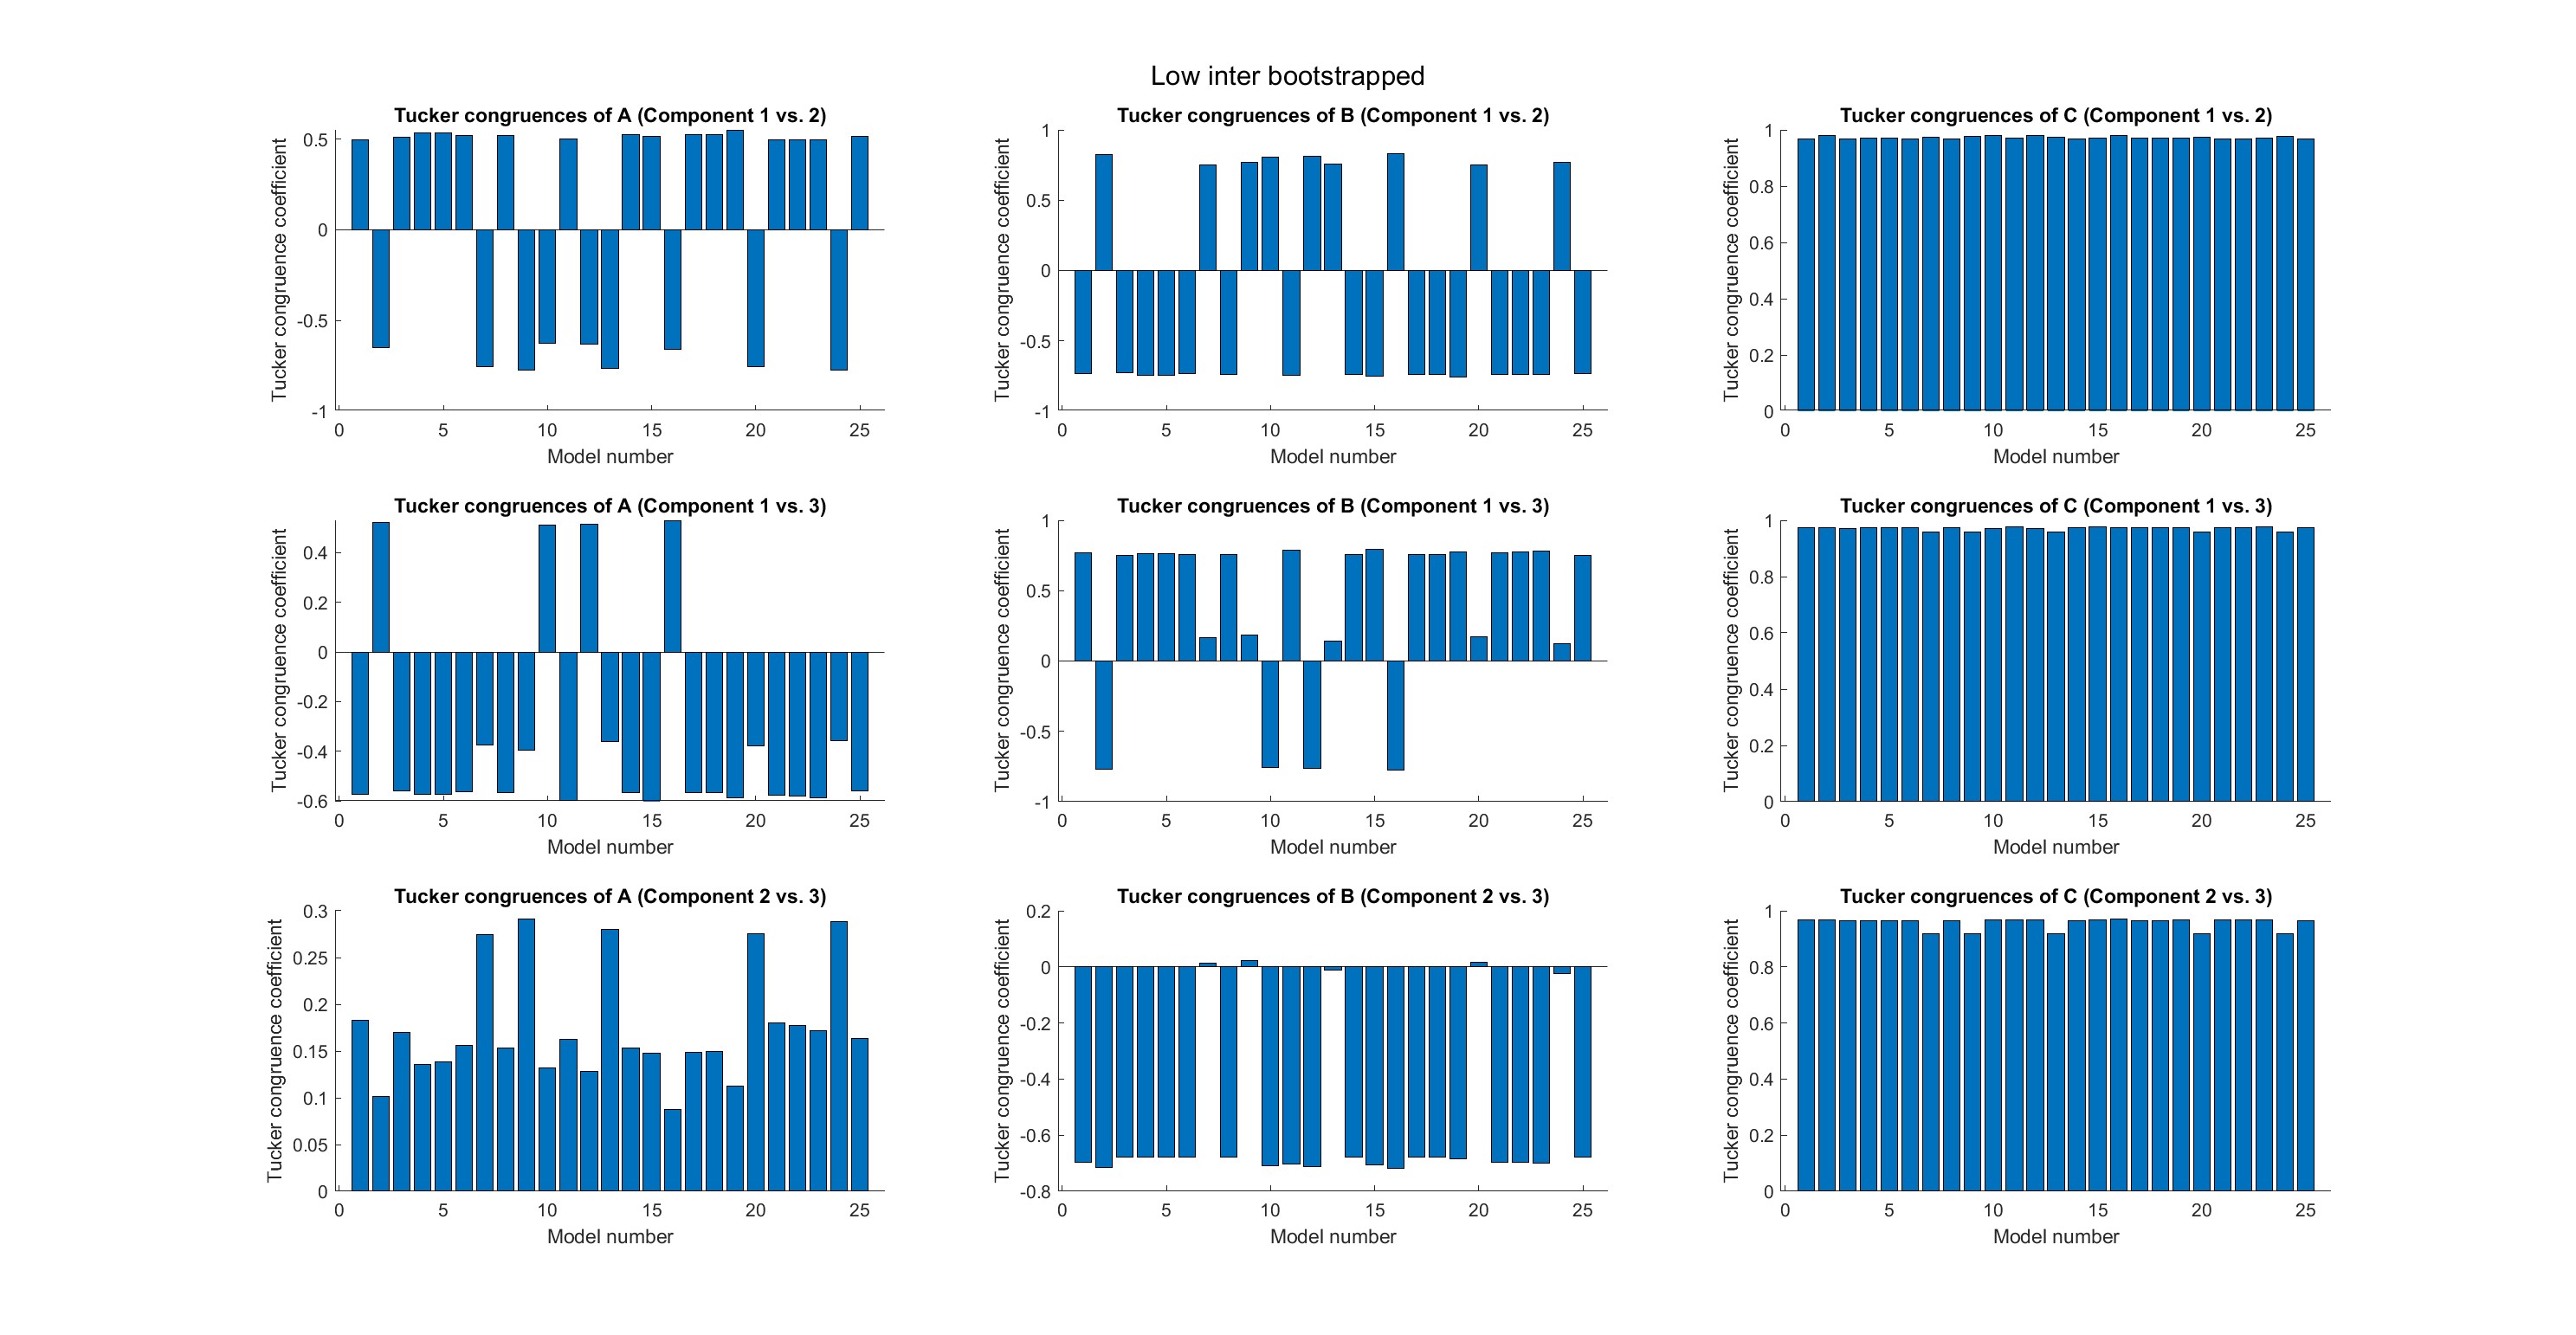 Low inter bootstrapped
Tucker congruences of A (Component 1 vs. 2)
Tucker congruence coefficient
0.5
0
-0.5
-1
0 5 10 15 20 25
Model number
Tucker congruences of B (Component 1 vs. 2)
Tucker congruence coefficient
1
0.5
0
-0.5
-1
0 5 10 15 20 25
Model number
Tucker congruences of C (Component 1 vs. 2)
Tucker congruence coefficient
1
0.8
0.6
0.4
0.2
0
0 5 10 15 20 25
Model number
Tucker congruences of A (Component 1 vs. 3)
Tucker congruence coefficient
0.4
0.2
0
-0.2
-0.4
-0.6
0 5 10 15 20 25
Model number
Tucker congruences of B (Component 1 vs. 3)
Tucker congruence coefficient
1
0.5
0
-0.5
-1
0 5 10 15 20 25
Model number
Tucker congruences of C (Component 1 vs. 3)
Tucker congruence coefficient
1
0.8
0.6
0.4
0.2
0
0 5 10 15 20 25
Model number
Tucker congruences of A (Component 2 vs. 3)
Tucker congruence coefficient
0.3
0.25
0.2
0.15
0.1
0.05
0
0 5 10 15 20 25
Model number
Tucker congruences of B (Component 2 vs. 3)
Tucker congruence coefficient
0.2
0
-0.2
-0.4
-0.6
-0.8
0 5 10 15 20 25
Model number
Tucker congruences of C (Component 2 vs. 3)
Tucker congruence coefficient
1
0.8
0.6
0.4
0.2
0
0 5 10 15 20 25
Model number